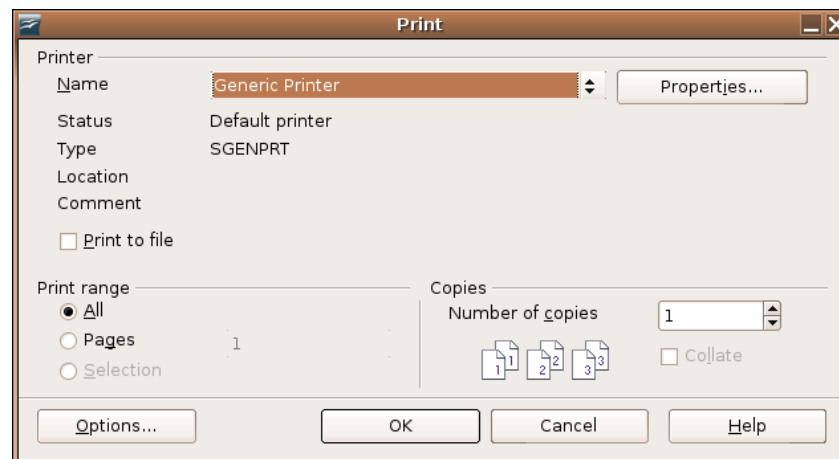 Print
Printer
Name Generic Printer Properties...
Status Default printer
Type SGENPRT
Location
Comment
Print to file
Print range
All
Pages 1
Selection
Copies
Number of copies 1
1 1 2 2 3 3
Collate
Options... OK Cancel Help